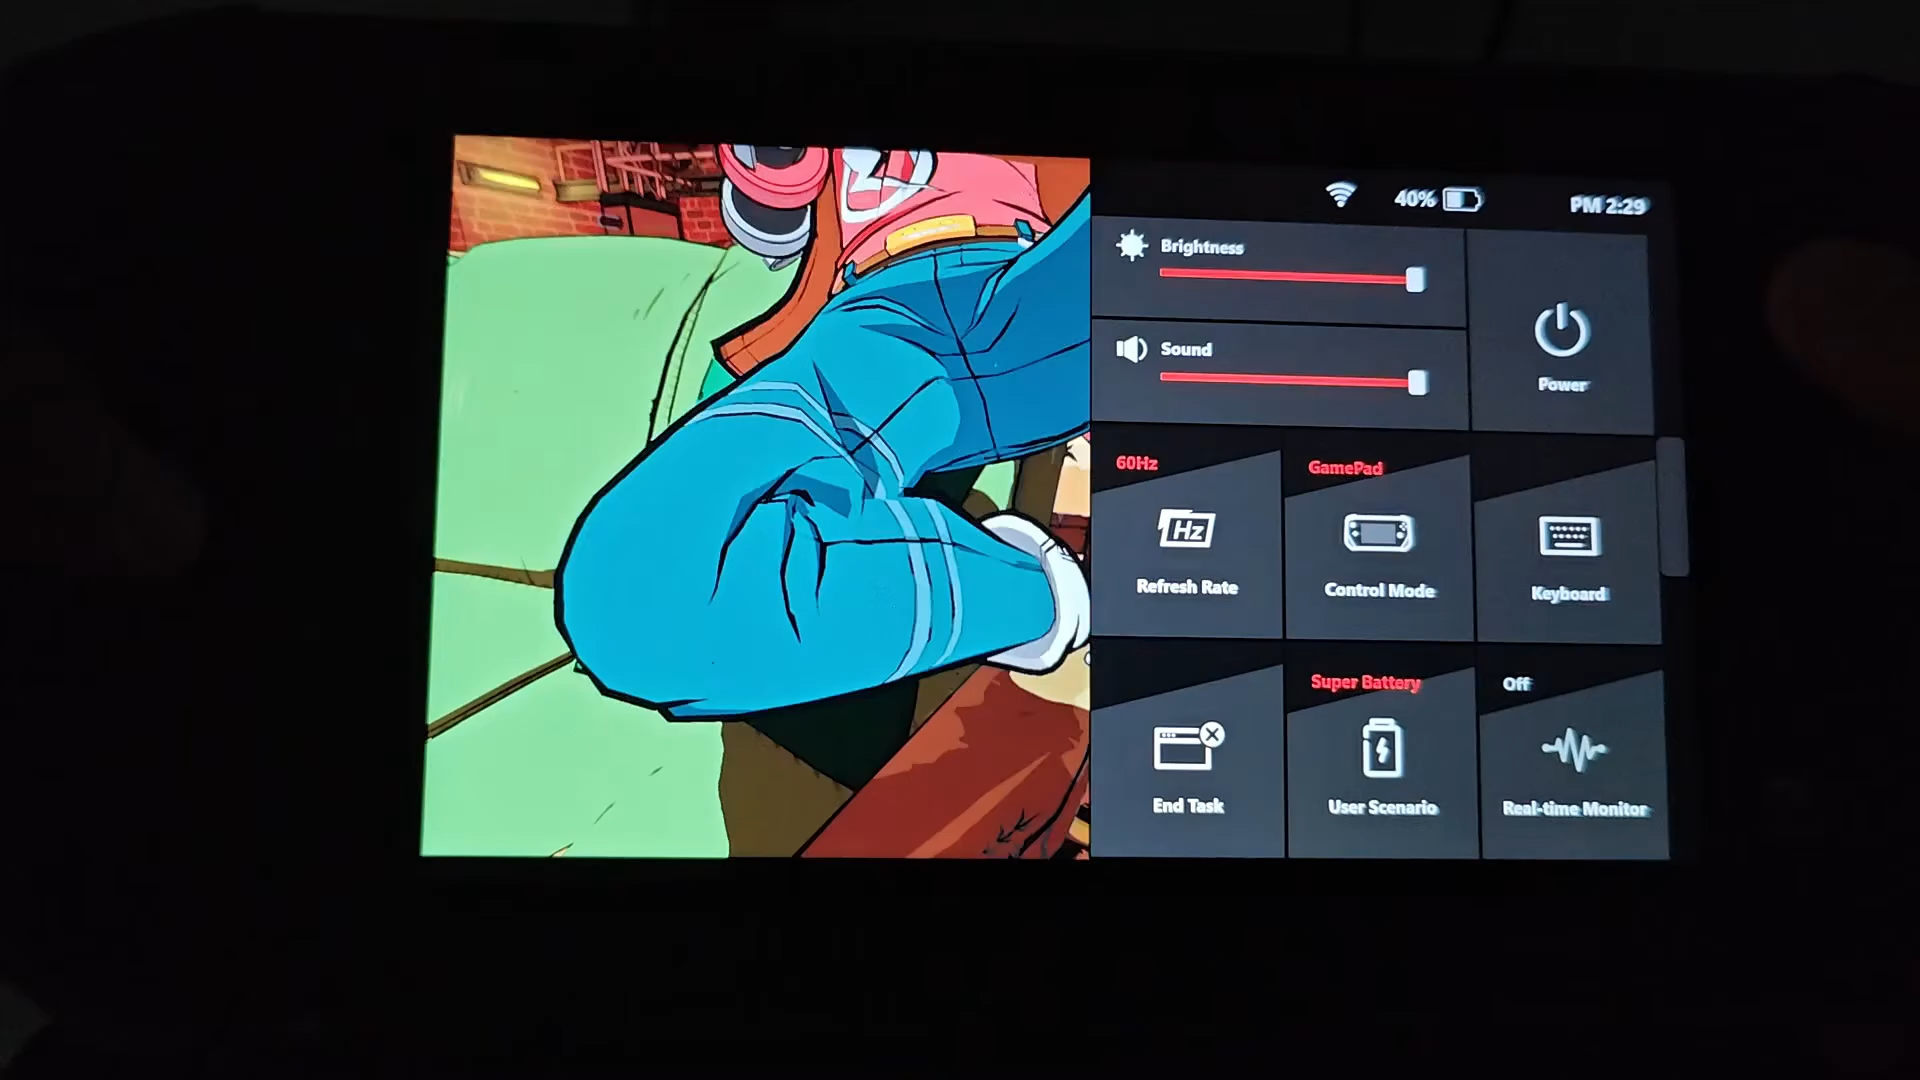 40%
PM 2:29
Brightness
Sound
Power
60Hz
Refresh Rate
GamePad
Control Mode
Keyboard
End Task
Super Battery
User Scenario
Off
Real-time Monitor